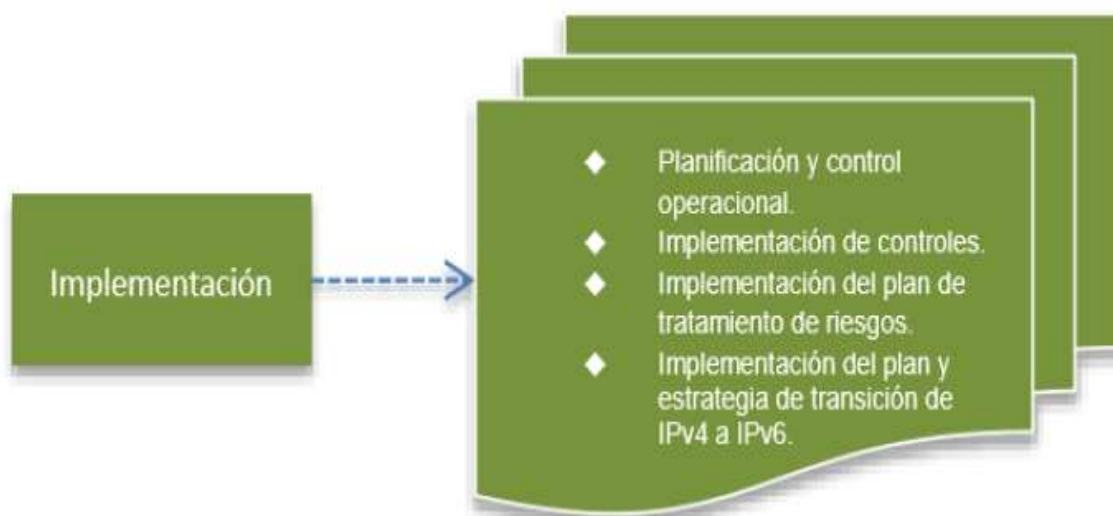 Implementación
◆ Planificación y control
operacional.
◆ Implementación de controles.
◆ Implementación del plan de
tratamiento de riesgos.
◆ Implementación del plan y
estrategia de transición de
IPv4 a IPv6.